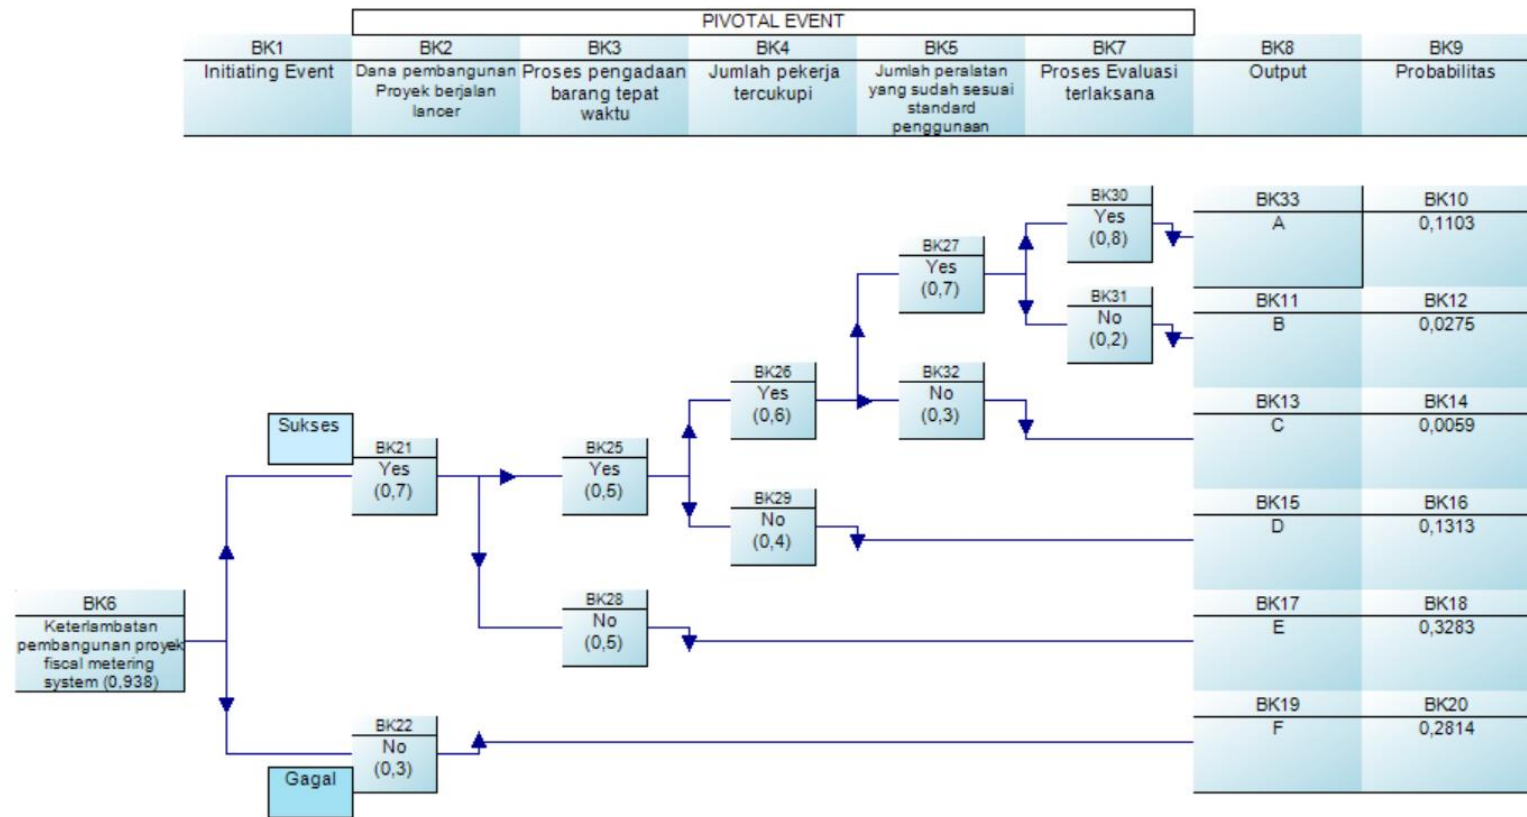 PIVOTAL EVENT
BK1
Initiating Event
BK2
Dana pembangunan
Proyek berjalan
lancer
BK3
Proses pengadaan
barang tepat
waktu
BK4
Jumlah pekerja
tercukupi
BK5
Jumlah peralatan
yang sudah sesuai
standard
penggunaan
BK7
Proses Evaluasi
terlaksana
BK8
Output
BK9
Probabilitas
BK30
Yes
(0,8)
BK33
A
BK10
0,1103
BK27
Yes
(0,7)
BK31
No
(0,2)
BK11
B
BK12
0,0275
BK26
Yes
(0,6)
BK32
No
(0,3)
BK13
C
BK14
0,0059
Sukses
BK21
Yes
(0,7)
BK25
Yes
(0,5)
BK29
No
(0,4)
BK15
D
BK16
0,1313
BK6
Keterlambatan
pembangunan proyek
fiscal metering
system (0,938)
BK28
No
(0,5)
BK17
E
BK18
0,3283
BK22
No
(0,3)
Gagal
BK19
F
BK20
0,2814